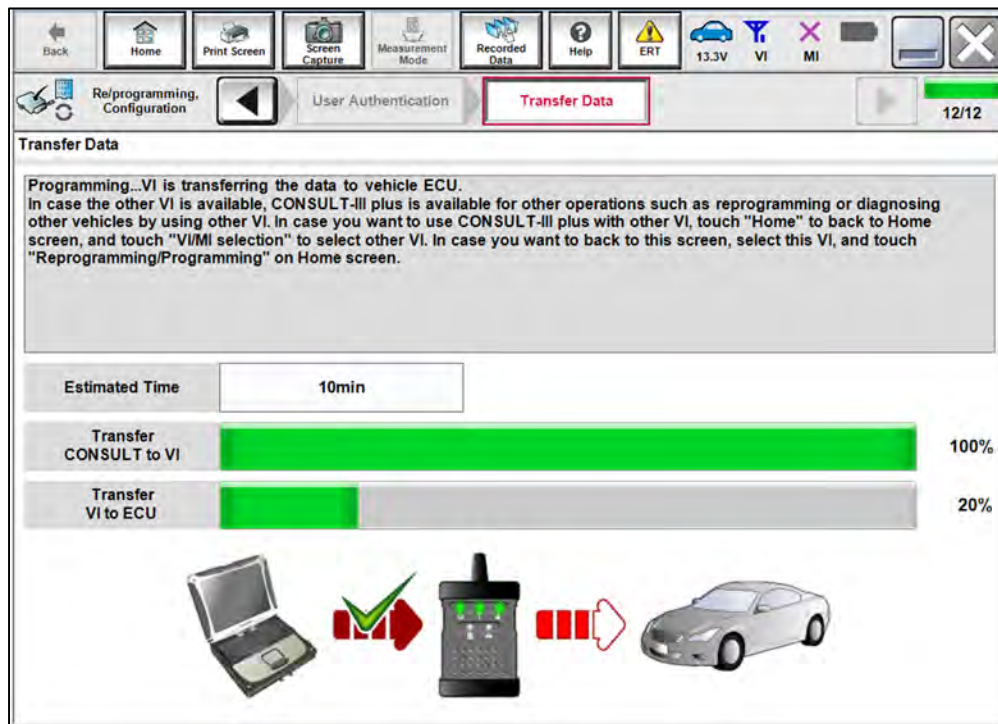 Back
Home
Print Screen
Screen
Capture
Measurement
Mode
Recorded
Data
Help
ERT
13.3V
VI
MI
Re/programming,
Configuration
User Authentication
Transfer Data
12/12
Transfer Data
Programming...VI is transferring the data to vehicle ECU.
In case the other VI is available, CONSULT-III plus is available for other operations such as reprogramming or diagnosing
other vehicles by using other VI. In case you want to use CONSULT-III plus with other VI, touch "Home" to back to Home
screen, and touch "VI/MI selection" to select other VI. In case you want to back to this screen, select this VI, and touch
"Reprogramming/Programming" on Home screen.
Estimated Time
10min
Transfer
CONSULT to VI
100%
Transfer
VI to ECU
20%